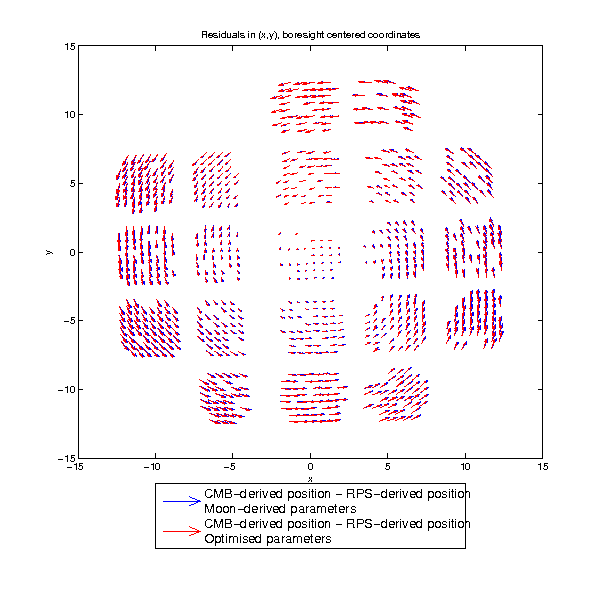 Residuals in (x,y), boresight centered coordinates
15
10
5
0
−5
−10
−15
y
−15 −10 −5 0 5 10 15
x
CMB−derived position − RPS−derived position
Moon−derived parameters
CMB−derived position − RPS−derived position
Optimised parameters